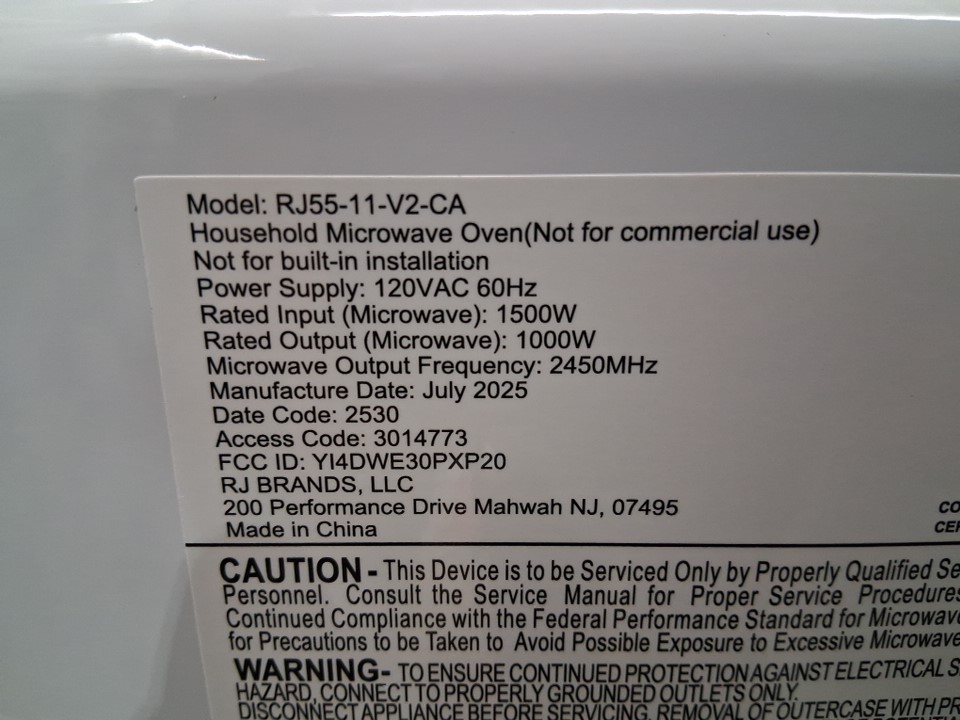 Model: RJ55-11-V2-CA
Household Microwave Oven(Not for commercial use)
Not for built-in installation
Power Supply: 120VAC 60Hz
Rated Input (Microwave): 1500W
Rated Output (Microwave): 1000W
Microwave Output Frequency: 2450MHz
Manufacture Date: July 2025
Date Code: 2530
Access Code: 3014773
FCC ID: YI4DWE30PXP20
RJ BRANDS, LLC
200 Performance Drive Mahwah NJ, 07495
Made in China
CAUTION - This Device is to be Serviced Only by Properly Qualified
Personnel. Consult the Service Manual for Proper Service Procedures
Continued Compliance with the Federal Performance Standard for
for Precautions to be Taken to Avoid Possible Exposure to Excessive
WARNING- TO ENSURE CONTINUED PROTECTION AGAINST ELECTRICAL
HAZARD, CONNECT TO PROPERLY GROUNDED OUTLETS ONLY.
DISCONNECT APPLIANCE BEFORE SERVICING. REMOVAL OF OUTERCASE WITH